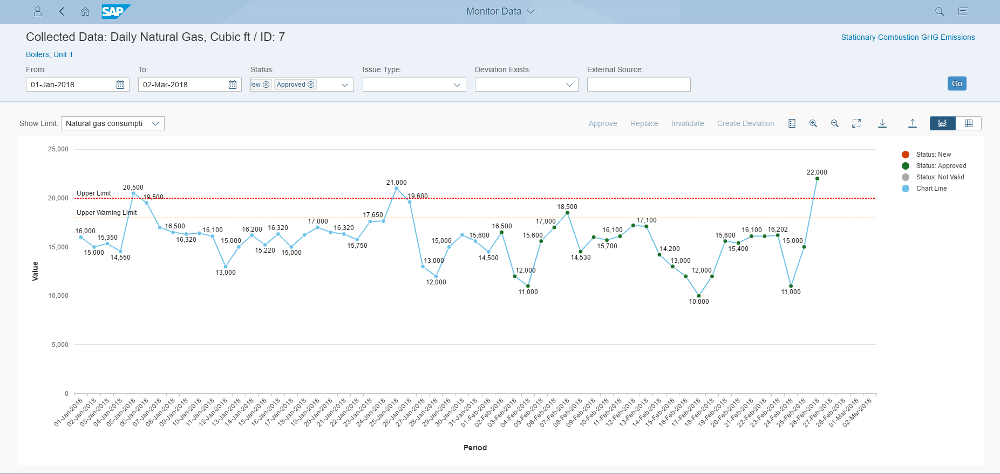 SAP
Monitor Data
Collected Data: Daily Natural Gas, Cubic ft / ID: 7
Stationary Combustion GHG Emissions
Boilers, Unit 1
From: To: Status: Issue Type: Deviation Exists: External Source:
01-Jan-2018 02-Mar-2018 ew Approved
Go
Show Limit: Natural gas consumpti
Approve Replace Invalidate Create Deviation
25,000
20,000
15,000
10,000
5,000
0
Value
Upper Limit
Upper Warning Limit
16,000
15,000
15,350
14,550
20,500
19,500
16,500
16,320
16,100
13,000
15,000
16,200
15,220
16,320
15,000
17,000
16,320
15,750
17,650
21,000
19,600
13,000
12,000
15,000
15,600
14,500
16,500
12,000
11,000
15,600
17,000
18,500
14,530
15,700
16,100
17,100
14,200
13,000
10,000
12,000
15,600
15,400
16,100
16,202
11,000
15,000
22,000
Status: New
Status: Approved
Status: Not Valid
Chart Line
01-Jan-2018
02-Jan-2018
03-Jan-2018
04-Jan-2018
05-Jan-2018
06-Jan-2018
07-Jan-2018
08-Jan-2018
09-Jan-2018
10-Jan-2018
11-Jan-2018
12-Jan-2018
13-Jan-2018
14-Jan-2018
15-Jan-2018
16-Jan-2018
17-Jan-2018
18-Jan-2018
19-Jan-2018
20-Jan-2018
21-Jan-2018
22-Jan-2018
23-Jan-2018
24-Jan-2018
25-Jan-2018
26-Jan-2018
27-Jan-2018
28-Jan-2018
29-Jan-2018
30-Jan-2018
31-Jan-2018
01-Feb-2018
02-Feb-2018
03-Feb-2018
04-Feb-2018
05-Feb-2018
06-Feb-2018
07-Feb-2018
08-Feb-2018
09-Feb-2018
10-Feb-2018
11-Feb-2018
12-Feb-2018
13-Feb-2018
14-Feb-2018
15-Feb-2018
16-Feb-2018
17-Feb-2018
18-Feb-2018
19-Feb-2018
20-Feb-2018
21-Feb-2018
22-Feb-2018
23-Feb-2018
24-Feb-2018
25-Feb-2018
26-Feb-2018
27-Feb-2018
28-Feb-2018
01-Mar-2018
02-Mar-2018
Period